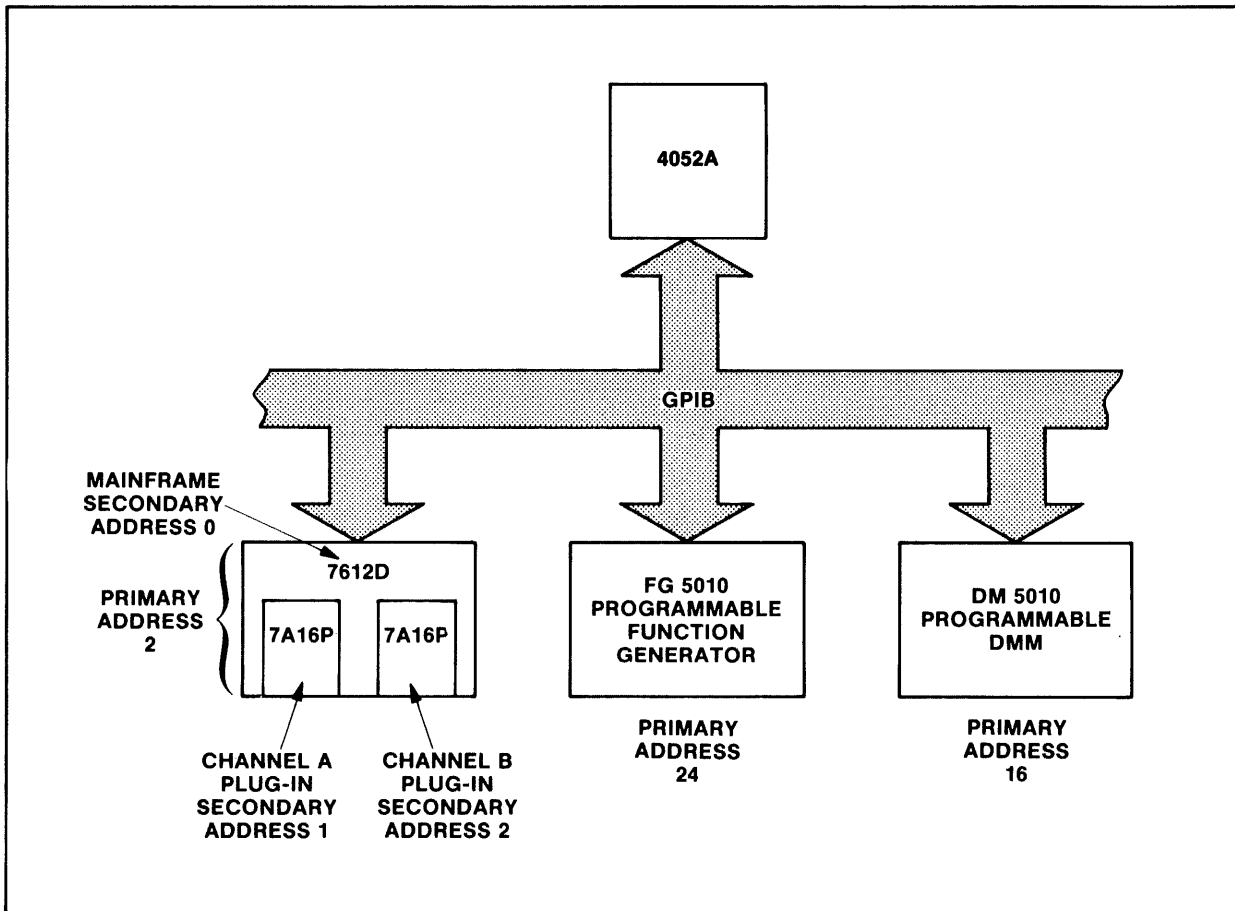 4052A
GPIB
MAINFRAME
SECONDARY
ADDRESS 0
PRIMARY
ADDRESS
2
7612D
7A16P
7A16P
CHANNEL A
PLUG-IN
SECONDARY
ADDRESS 1
CHANNEL B
PLUG-IN
SECONDARY
ADDRESS 2
FG 5010
PROGRAMMABLE
FUNCTION
GENERATOR
PRIMARY
ADDRESS
24
DM 5010
PROGRAMMABLE
DMM
PRIMARY
ADDRESS
16